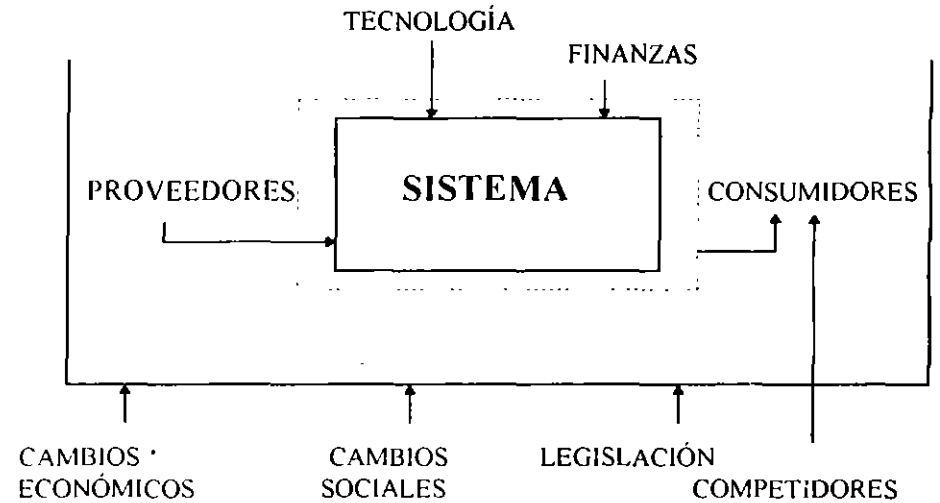 TECNOLOGÍA
FINANZAS
PROVEEDORES
SISTEMA
CONSUMIDORES
CAMBIOS
ECONÓMICOS
CAMBIOS
SOCIALES
LEGISLACIÓN
COMPETiDORES